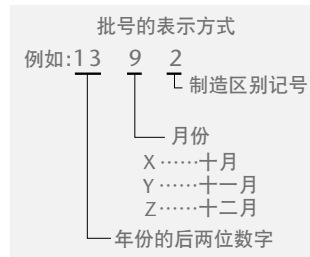 批号的表示方式
例如:13 9 2
制造区别记号
月份
X……十月
Y……十一月
Z……十二月
年份的后两位数字